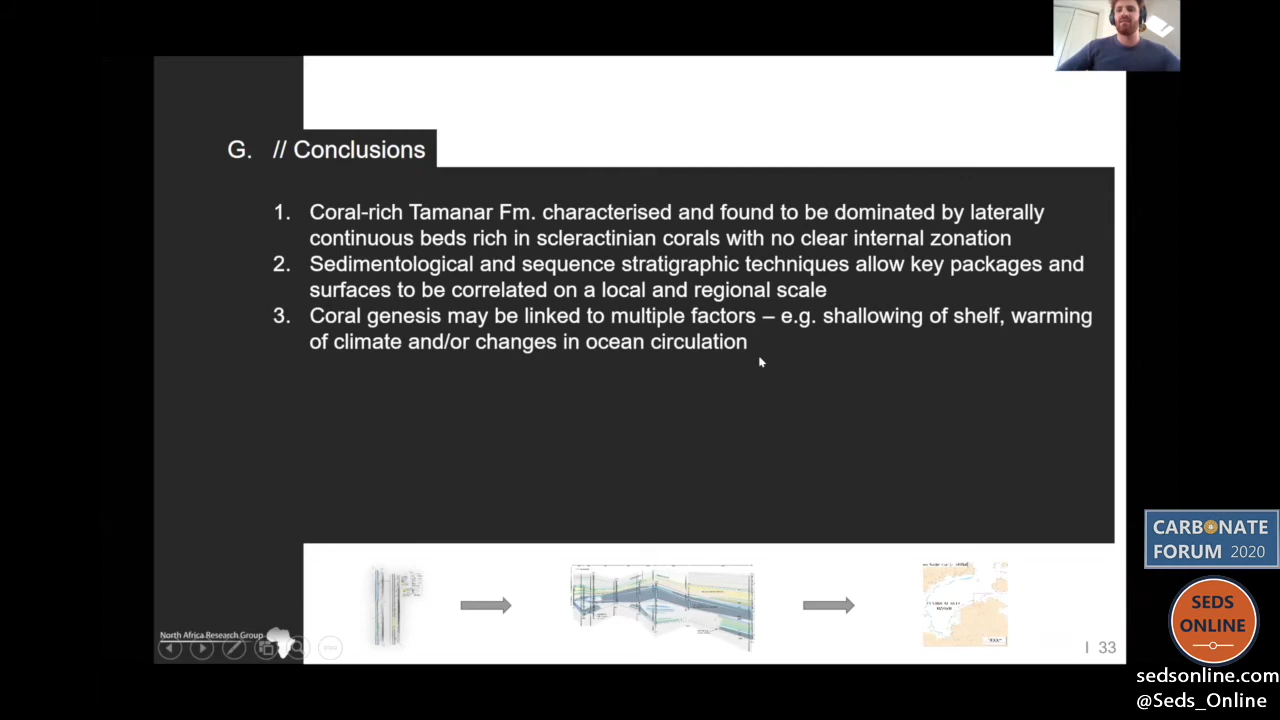 G. // Conclusions
1. Coral-rich Tamanar Fm. characterised and found to be dominated by laterally
continuous beds rich in scleractinian corals with no clear internal zonation
2. Sedimentological and sequence stratigraphic techniques allow key packages and
surfaces to be correlated on a local and regional scale
3. Coral genesis may be linked to multiple factors – e.g. shallowing of shelf, warming
of climate and/or changes in ocean circulation
North Africa Research Group
33
CARBONATE
FORUM 2020
SEDS
ONLINE
sedsonline.com
@Seds_Online